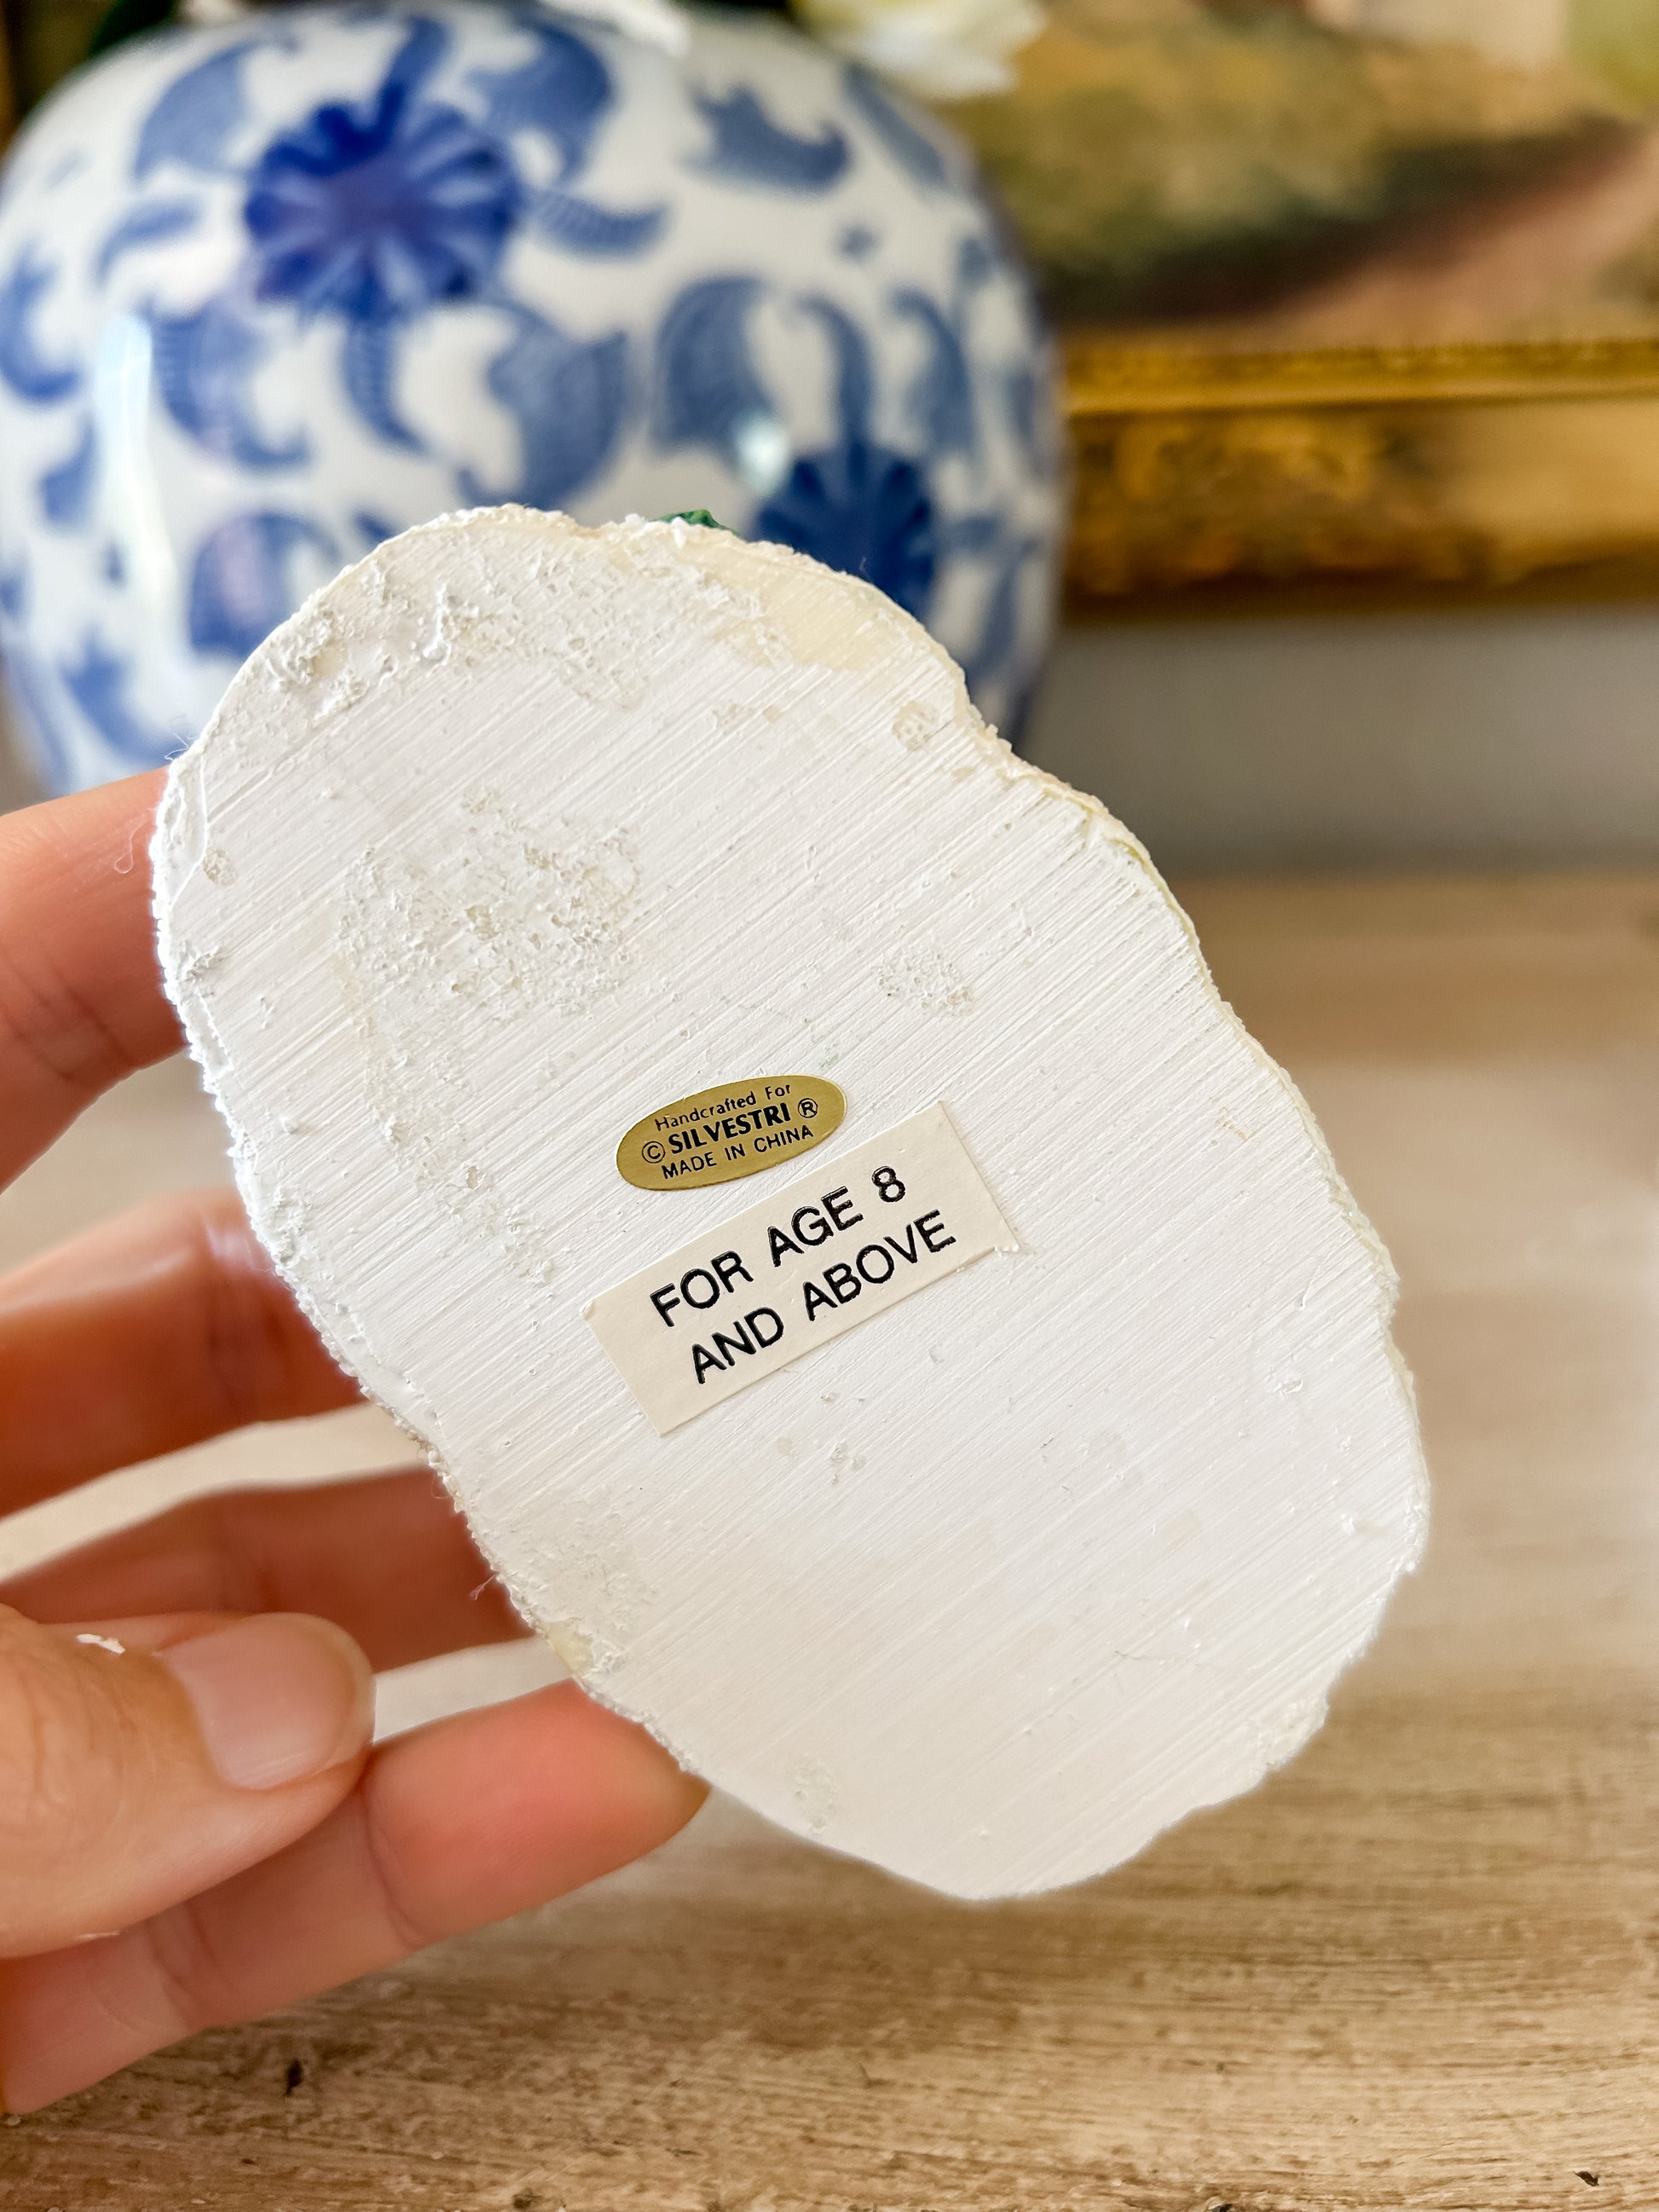 Handcrafted For
© SILVESTRI ®
MADE IN CHINA
FOR AGE 8
AND ABOVE